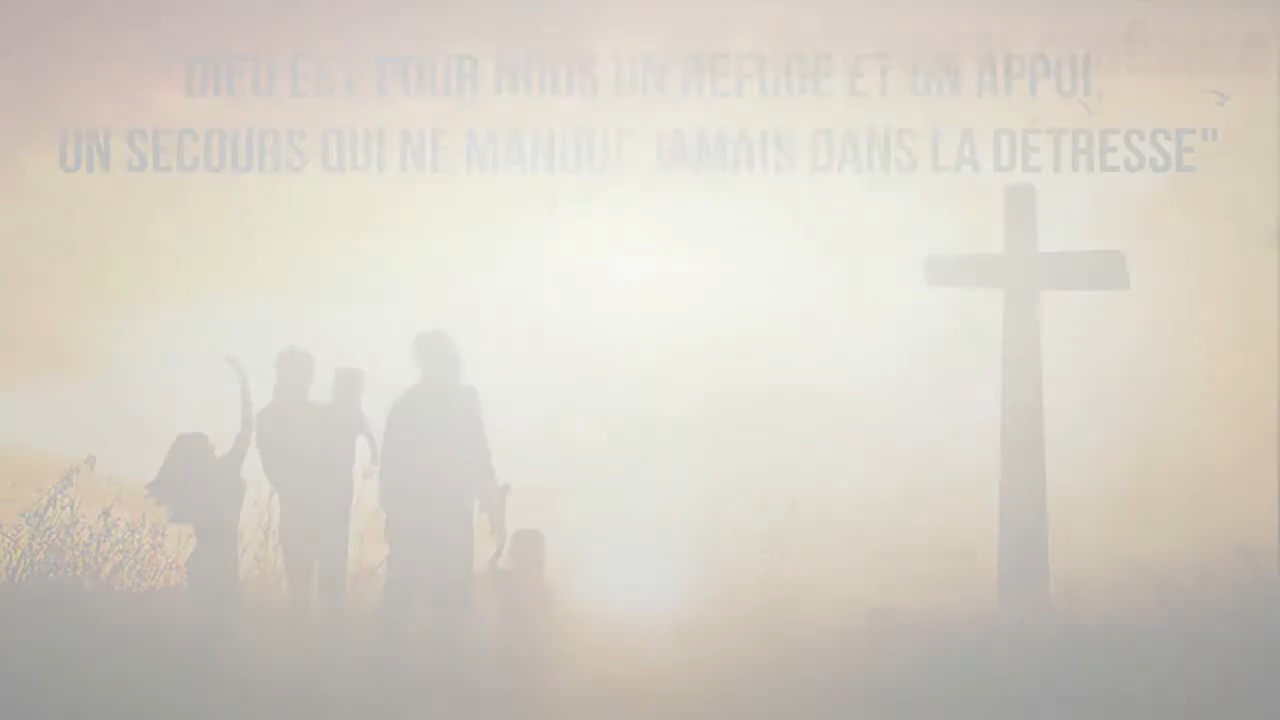 "DIEU EST POUR NOUS UN REFUGE ET UN APPUI,
UN SECOURS QUI NE MANQUE JAMAIS DANS LA DETRESSE"